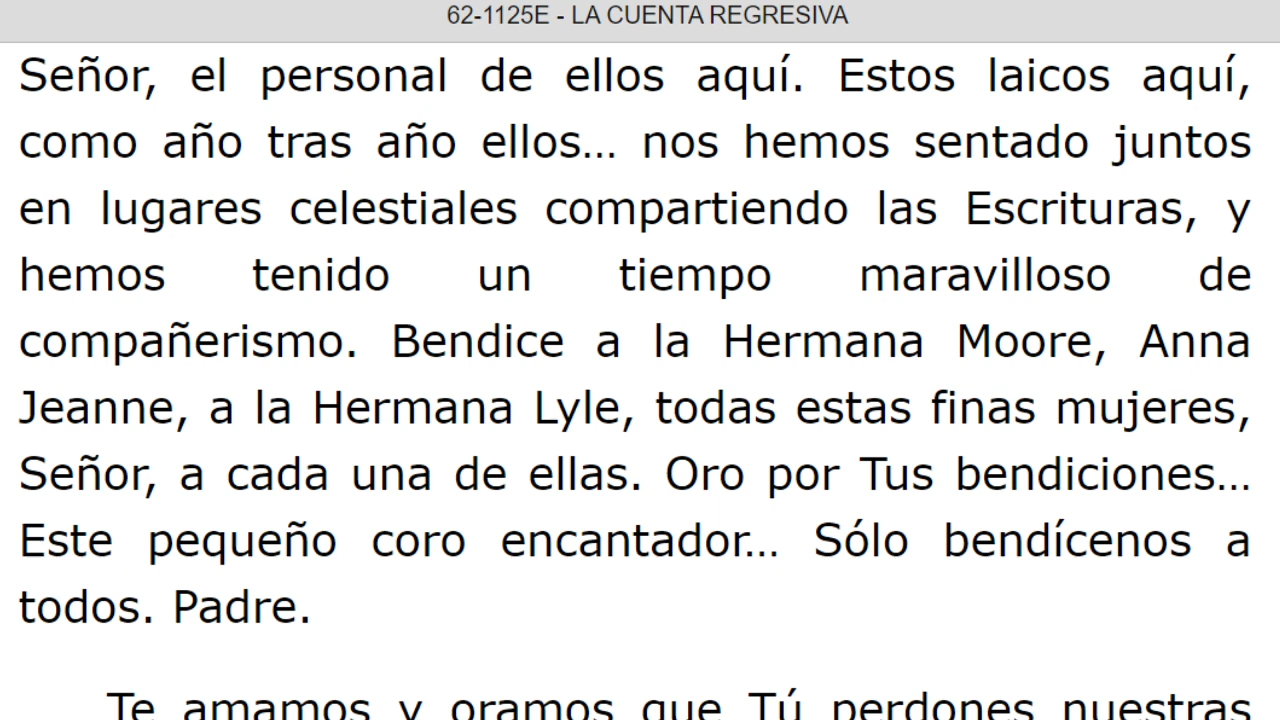 62-1125E - LA CUENTA REGRESIVA
Señor, el personal de ellos aquí. Estos laicos aquí,
como año tras año ellos… nos hemos sentado juntos
en lugares celestiales compartiendo las Escrituras, y
hemos tenido un tiempo maravilloso de
compañerismo. Bendice a la Hermana Moore, Anna
Jeanne, a la Hermana Lyle, todas estas finas mujeres,
Señor, a cada una de ellas. Oro por Tus bendiciones…
Este pequeño coro encantador… Sólo bendícenos a
todos. Padre.
Te amamos y oramos que Tú perdones nuestras